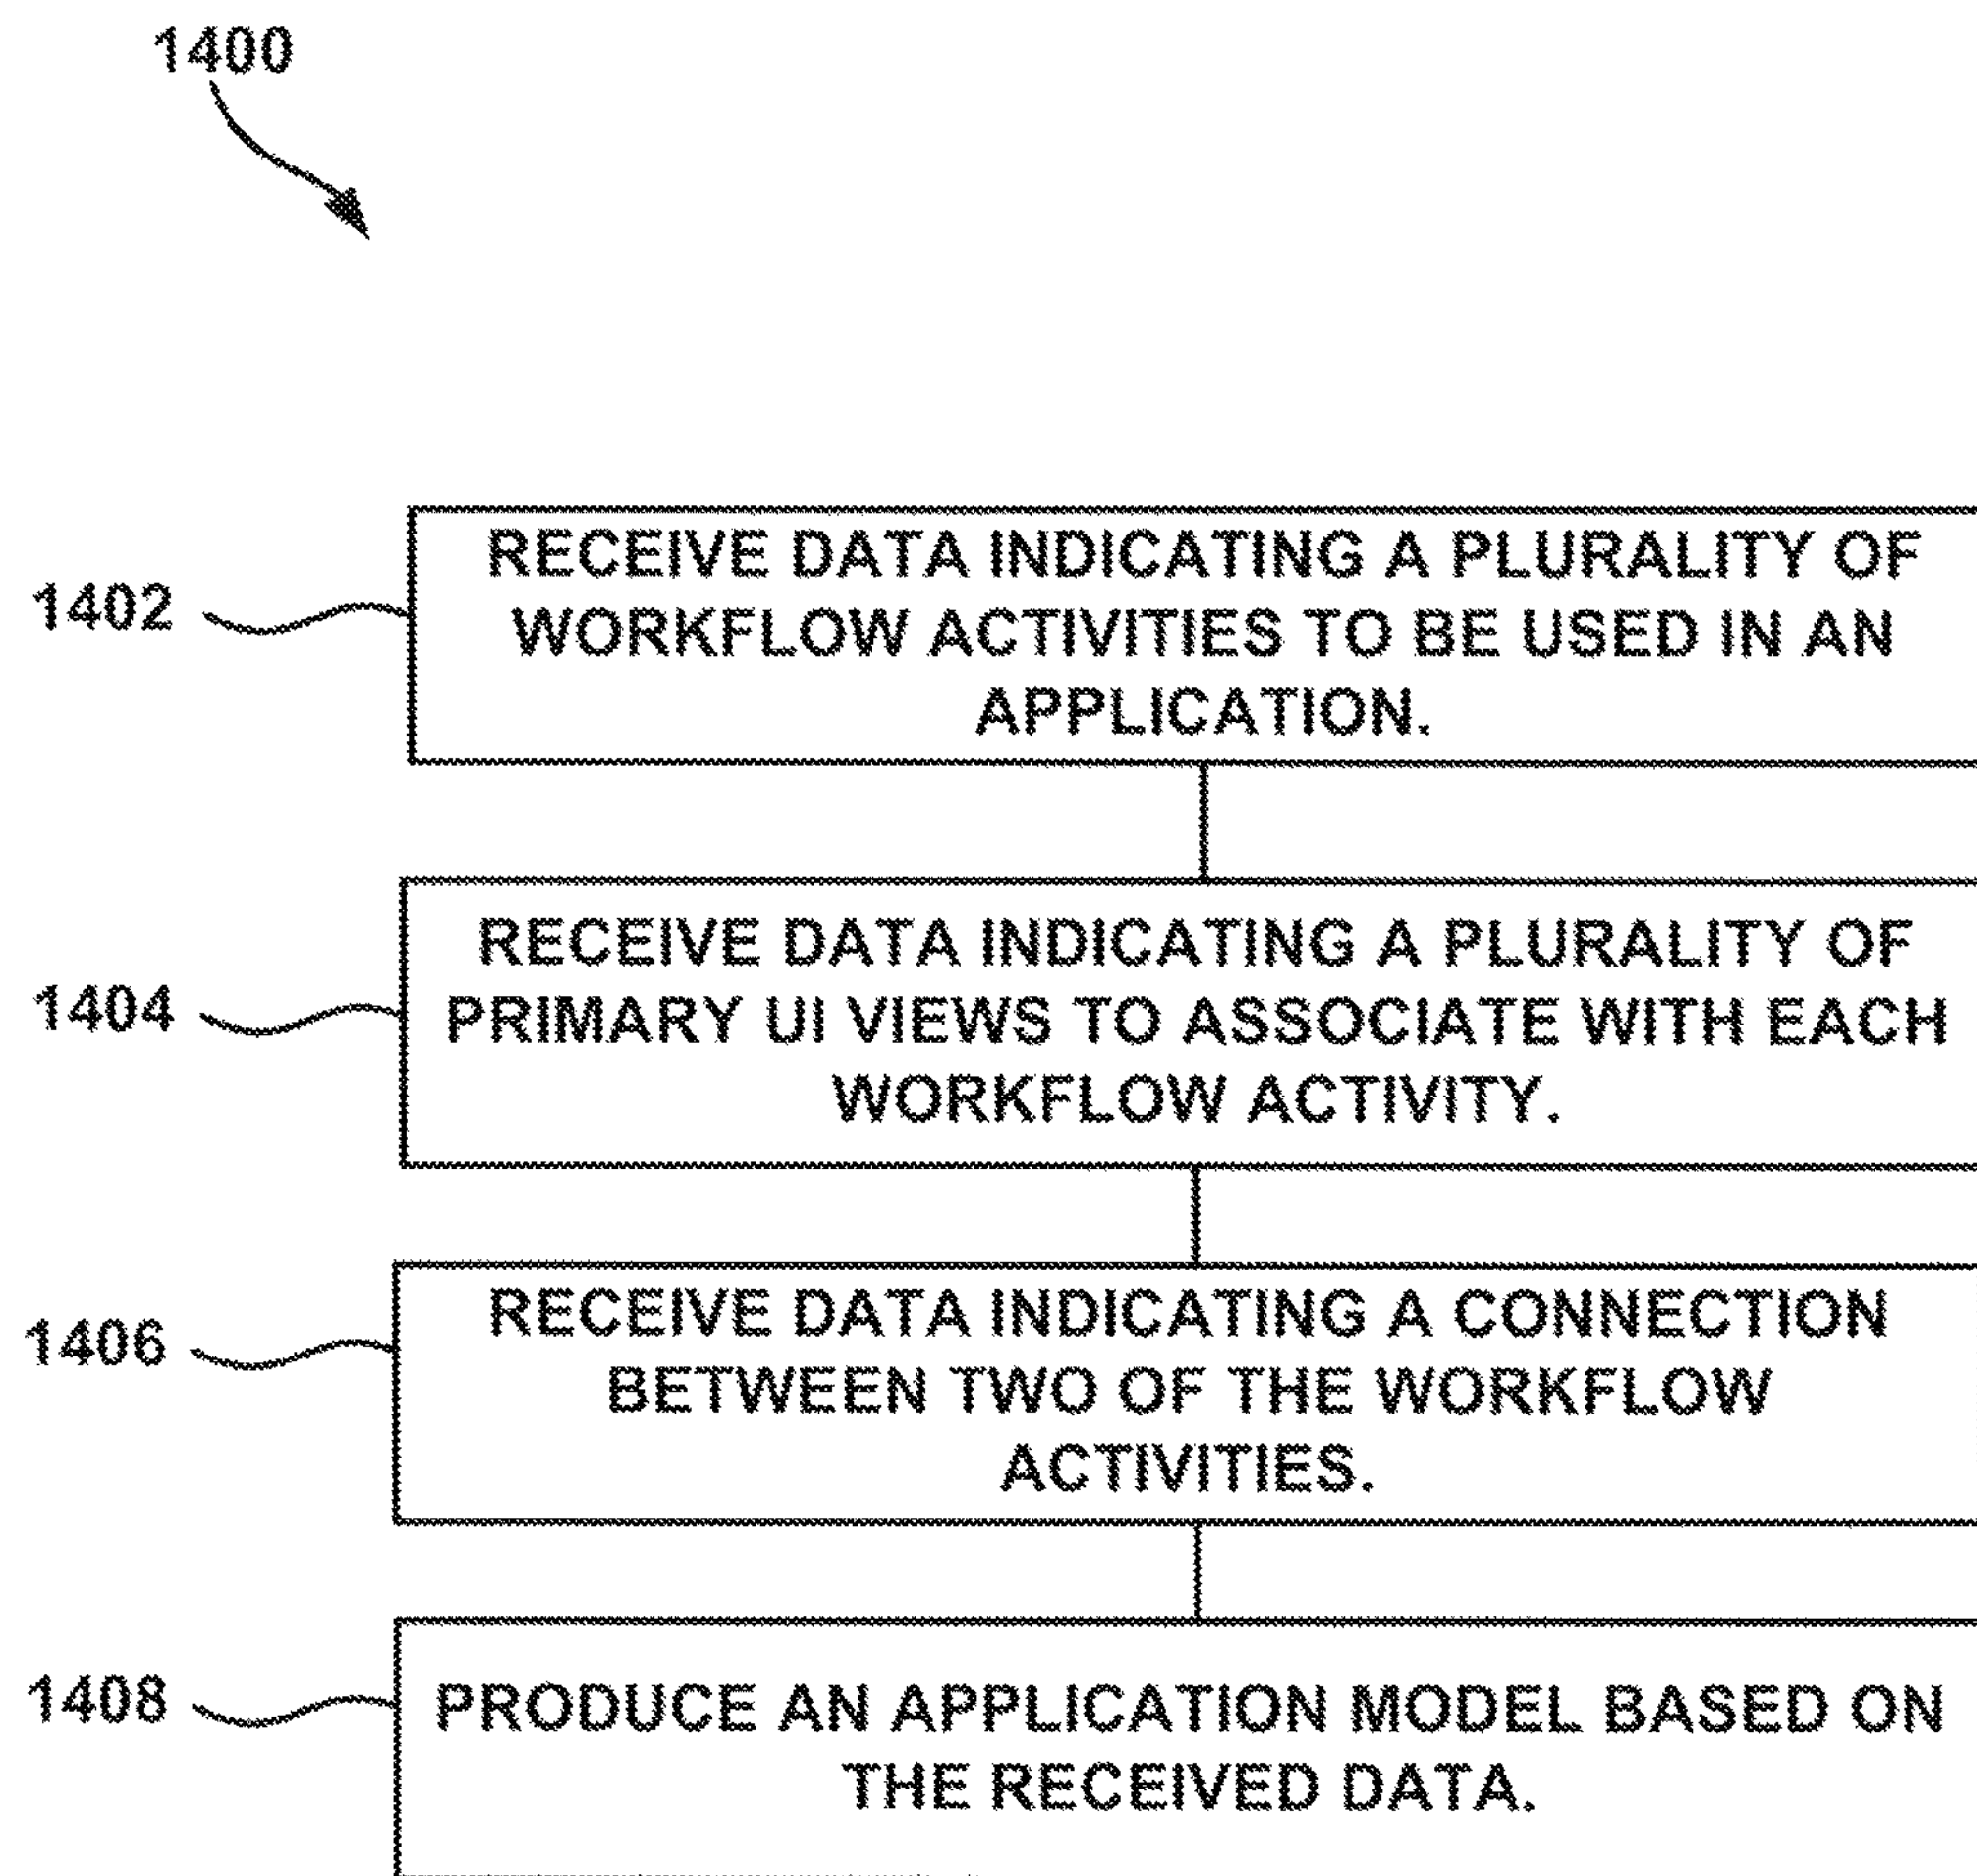 1400
1402
RECEIVE DATA INDICATING A PLURALITY OF
WORKFLOW ACTIVITIES TO BE USED IN AN
APPLICATION.
1404
RECEIVE DATA INDICATING A PLURALITY OF
PRIMARY UI VIEWS TO ASSOCIATE WITH EACH
WORKFLOW ACTIVITY.
1406
RECEIVE DATA INDICATING A CONNECTION
BETWEEN TWO OF THE WORKFLOW
ACTIVITIES.
1408
PRODUCE AN APPLICATION MODEL BASED ON
THE RECEIVED DATA.